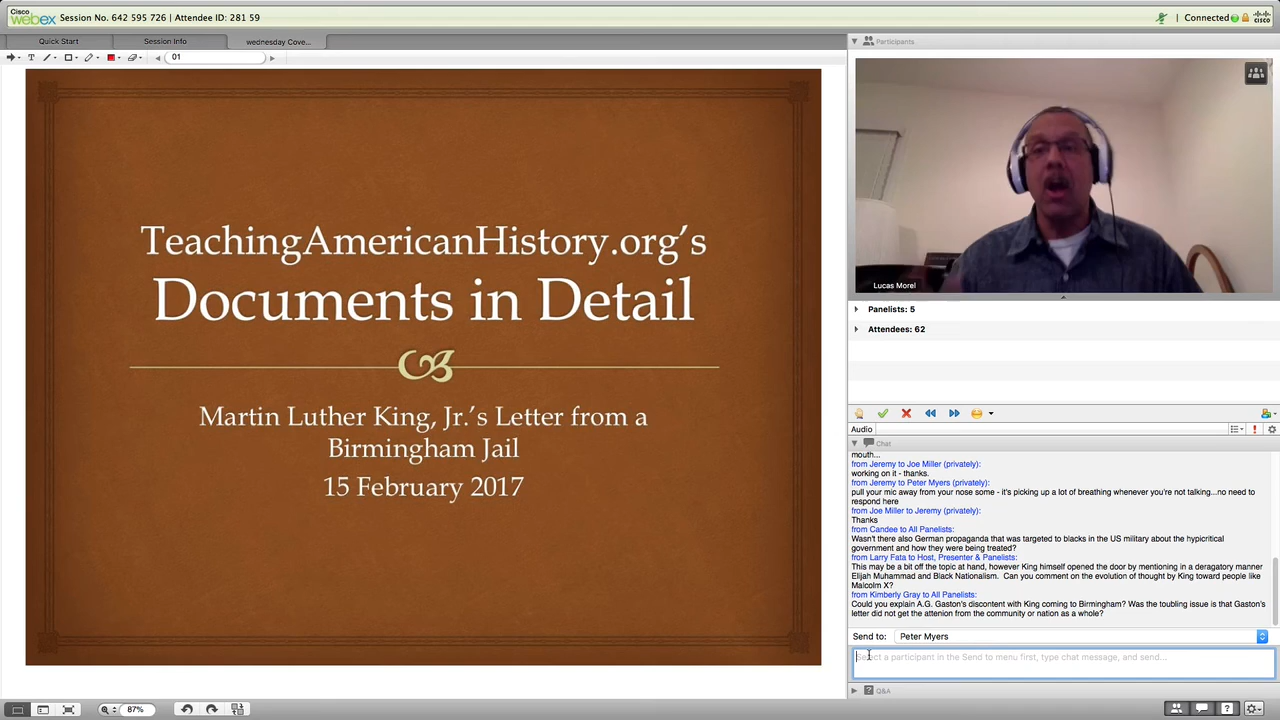 Cisco
webex
Session No. 642 595 726 | Attendee ID: 281 59
Connected
CISCO
Quick Start
Session Info
wednesday Cove...
T
01
Participants
TeachingAmericanHistory.org’s
Documents in Detail
Martin Luther King, Jr.’s Letter from a
Birmingham Jail
15 February 2017
Lucas Morel
Panelists: 5
Attendees: 62
Audio
Chat
mouth...
from Jeremy to Joe Miller (privately):
working on it - thanks.
from Jeremy to Peter Myers (privately):
pull your mic away from your nose some - it's picking up a lot of breathing whenever you're not talking...no need to
respond here
from Joe Miller to Jeremy (privately):
Thanks
from Candee to All Panelists:
Wasn't there also German propaganda that was targeted to blacks in the US military about the hypicritical
government and how they were being treated?
from Larry Fata to Host, Presenter & Panelists:
This may be a bit off the topic at hand, however King himself opened the door by mentioning in a deragatory manner
Elijah Muhammad and Black Nationalism. Can you comment on the evolution of thought by King toward people like
Malcolm X?
from Kimberly Gray to All Panelists:
Could you explain A.G. Gaston's discontent with King coming to Birmingham? Was the toubling issue is that Gaston's
letter did not get the attenion from the community or nation as a whole?
Send to:
Peter Myers
Select a participant in the Send to menu first, type chat message, and send...
Q&A
87%